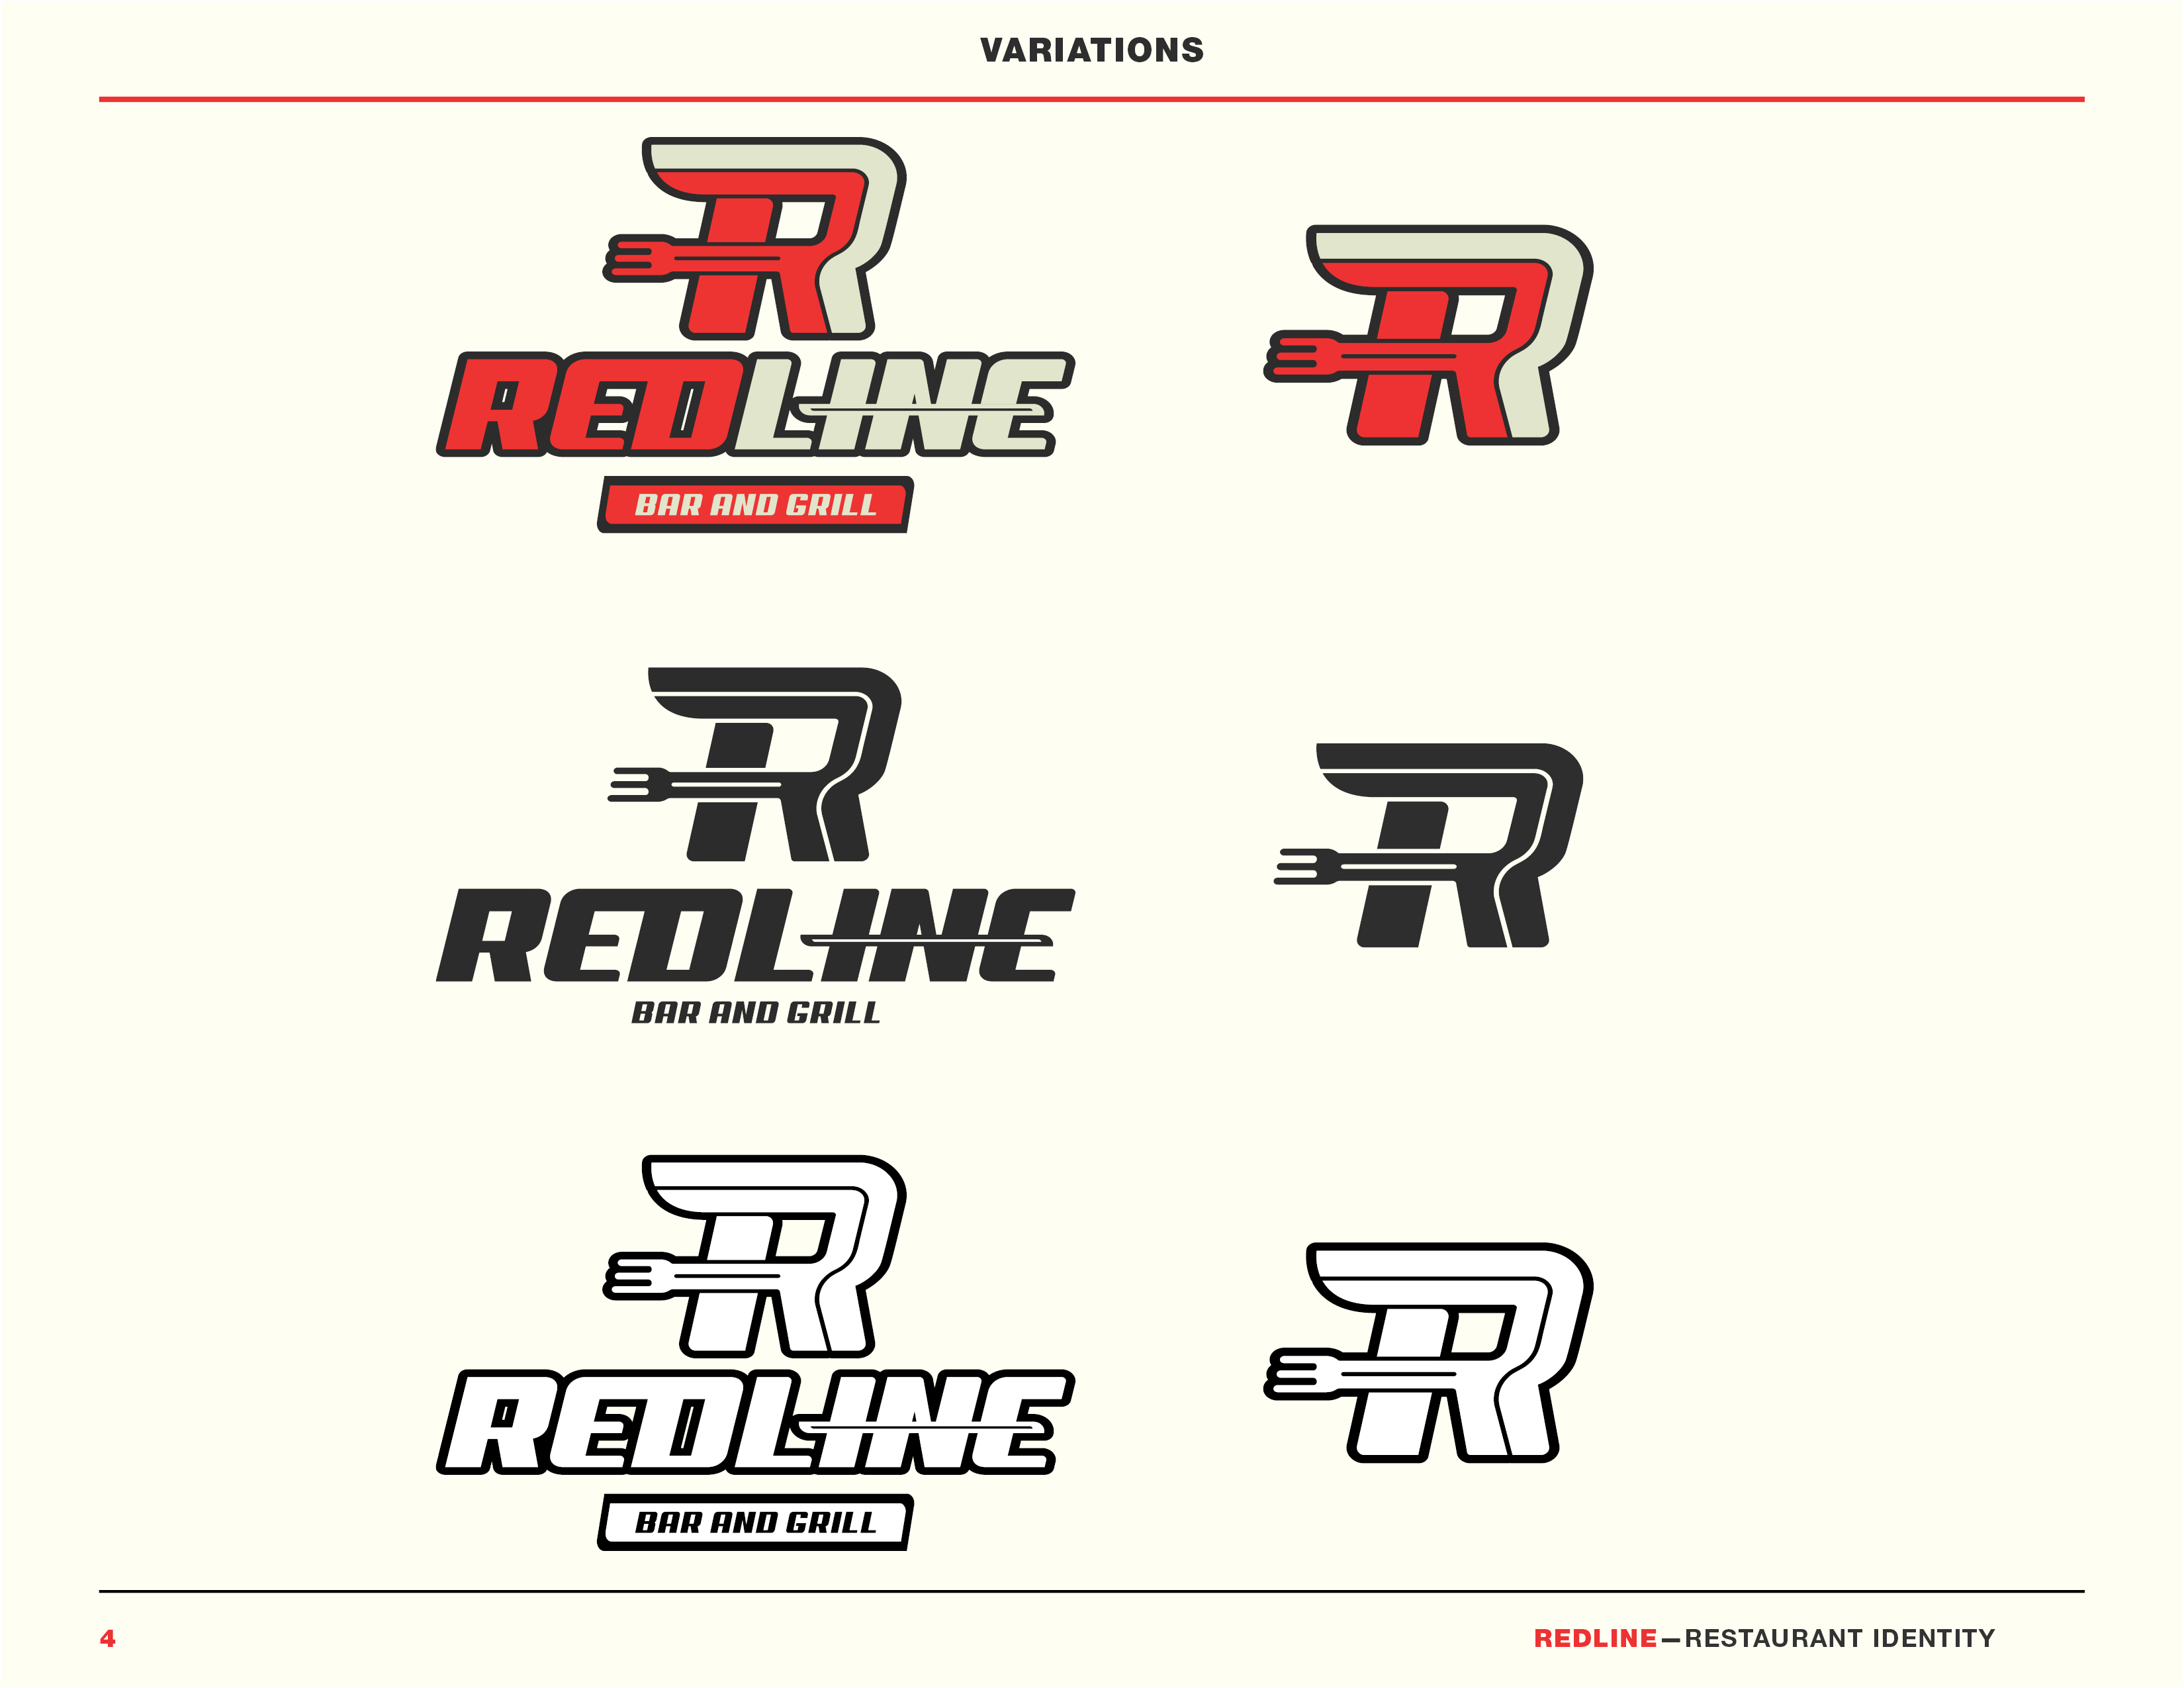 VARIATIONS
R
R
REDLINE
BAR AND GRILL
R
R
REDLINE
BAR AND GRILL
R
R
REDLINE
BAR AND GRILL
4
REDLINE—RESTAURANT IDENTITY